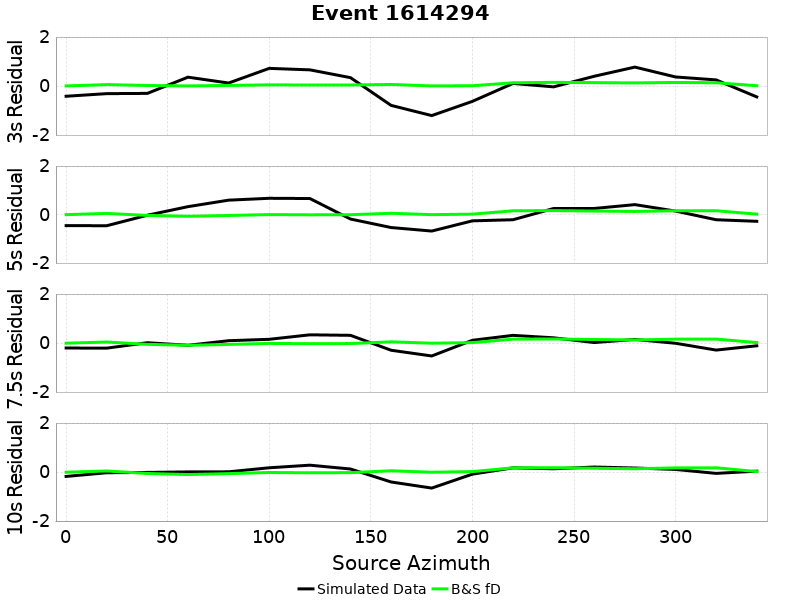 Event 1614294
3s Residual
2
0
-2
5s Residual
2
0
-2
7.5s Residual
2
0
-2
10s Residual
2
0
-2
0 50 100 150 200 250 300
Source Azimuth
Simulated Data B&S fD